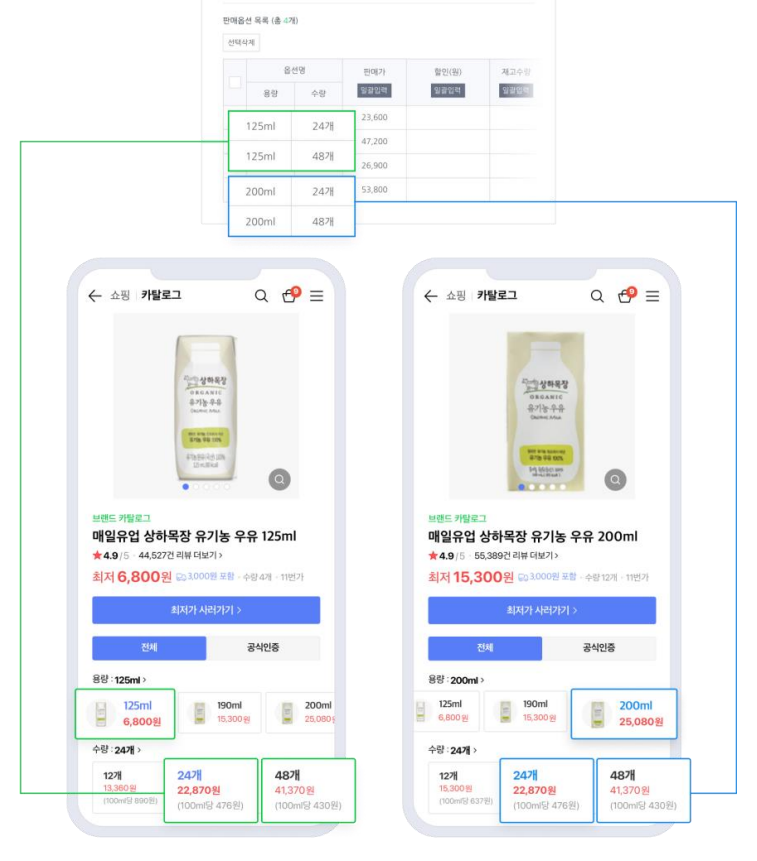 판매옵션 목록 (총 4개)
선택삭제
옵션명 판매가 할인(원) 재고수량
용량 수량 일괄입력 일괄입력 일괄입력
125ml 24개 23,600
125ml 48개 47,200
200ml 24개 26,900
200ml 48개 53,800
쇼핑 카탈로그 9
상하목장
ORGANIC
유기농 우유
브랜드 카탈로그
매일유업 상하목장 유기농 우유 125ml
4.9/5 · 44,527건 리뷰 더보기 >
최저 6,800원 3,000원 포함 · 수량 4개 · 11번가
최저가 사러가기 >
전체 공식인증
용량 : 125ml >
125ml 190ml 200ml
6,800원 15,300원 25,080원
수량 : 24개 >
12개 24개 48개
13,360원 22,870원 41,370원
(100ml당 890원) (100ml당 476원) (100ml당 430원)
쇼핑 카탈로그 9
상하목장
ORGANIC
유기농 우유
브랜드 카탈로그
매일유업 상하목장 유기농 우유 200ml
4.9/5 · 55,389건 리뷰 더보기 >
최저 15,300원 3,000원 포함 · 수량 12개 · 11번가
최저가 사러가기 >
전체 공식인증
용량 : 200ml >
125ml 190ml 200ml
6,800원 15,300원 25,080원
수량 : 24개 >
12개 24개 48개
15,300원 22,870원 41,370원
(100ml당 637원) (100ml당 476원) (100ml당 430원)